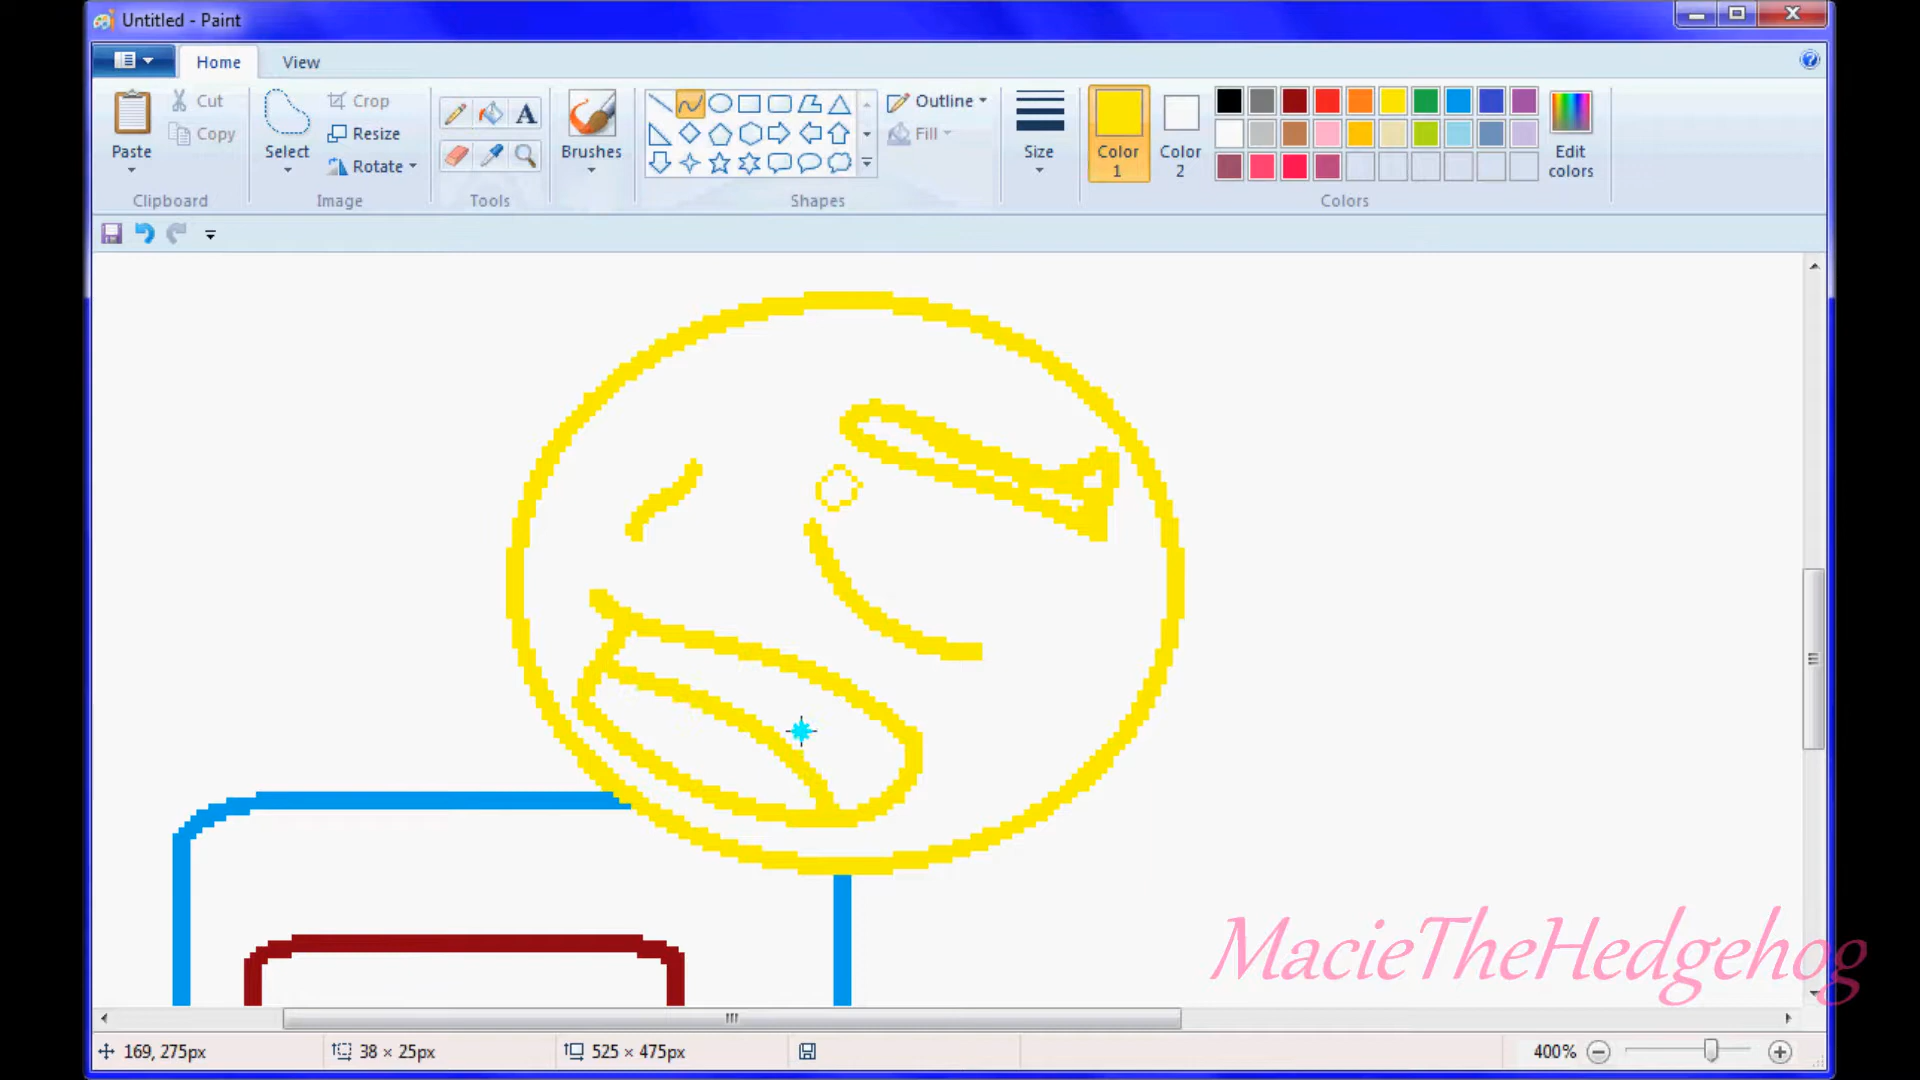 Untitled - Paint
Home View
Paste Cut Copy
Select Crop Resize Rotate
A
Brushes
Outline Fill
Size
Color 1 Color 2
Edit colors
Clipboard Image Tools Shapes Colors
MacieTheHedgehog
169, 275px 38 × 25px 525 × 475px 400%